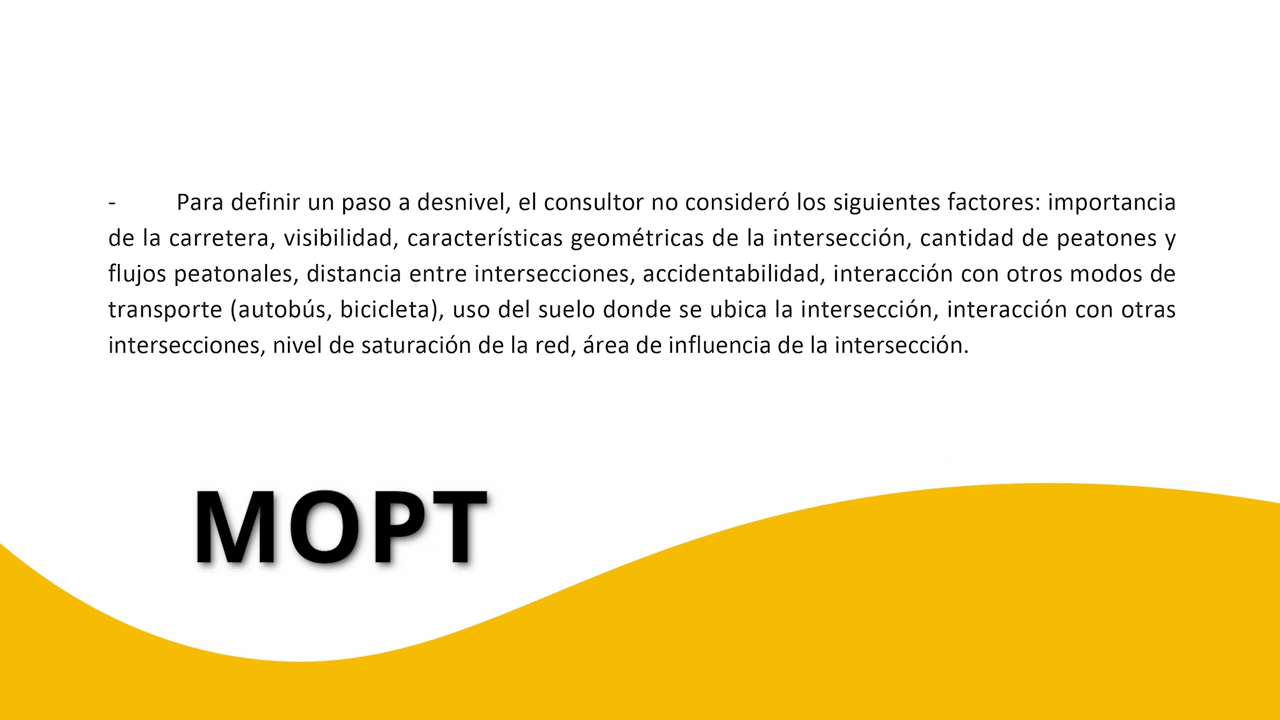 - Para definir un paso a desnivel, el consultor no consideró los siguientes factores: importancia
de la carretera, visibilidad, características geométricas de la intersección, cantidad de peatones y
flujos peatonales, distancia entre intersecciones, accidentabilidad, interacción con otros modos de
transporte (autobús, bicicleta), uso del suelo donde se ubica la intersección, interacción con otras
intersecciones, nivel de saturación de la red, área de influencia de la intersección.
MOPT